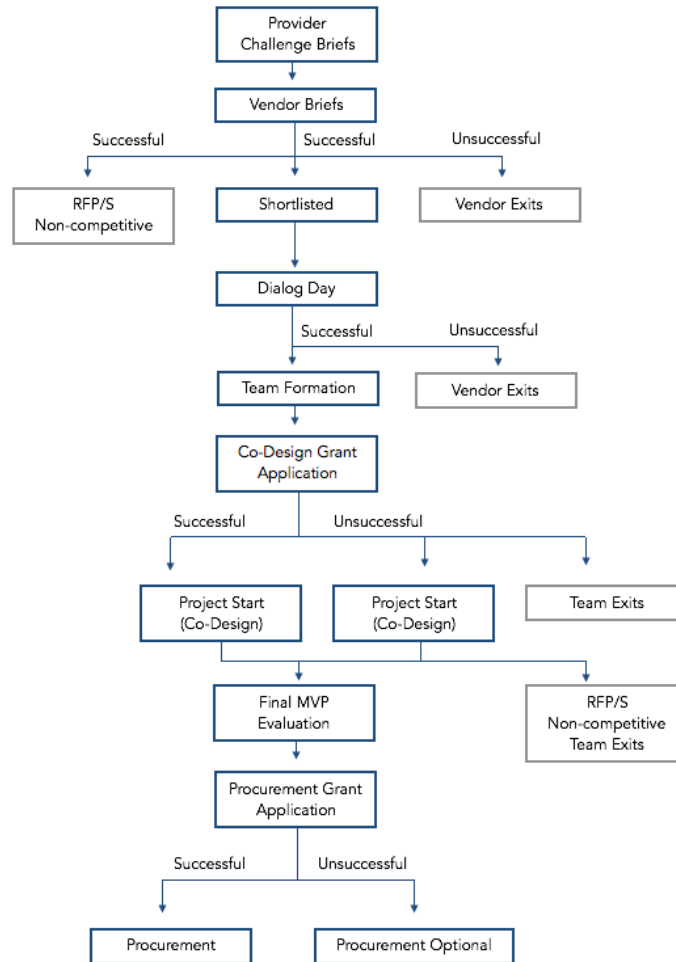 Provider
Challenge Briefs
Vendor Briefs
Successful
Successful
Unsuccessful
RFP/S
Non-competitive
Shortlisted
Vendor Exits
Dialog Day
Successful
Unsuccessful
Team Formation
Vendor Exits
Co-Design Grant
Application
Successful
Unsuccessful
Project Start
(Co-Design)
Project Start
(Co-Design)
Team Exits
Final MVP
Evaluation
RFP/S
Non-competitive
Team Exits
Procurement Grant
Application
Successful
Unsuccessful
Procurement
Procurement Optional